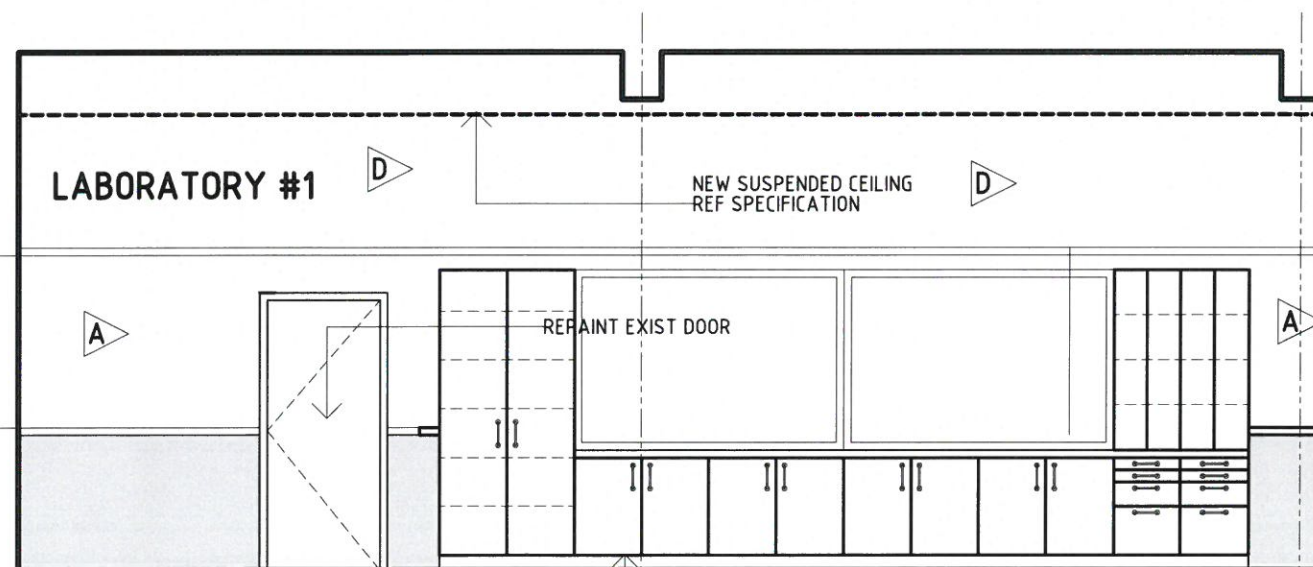 LABORATORY #1
D
NEW SUSPENDED CEILING
REF SPECIFICATION
D
A
REPAINT EXIST DOOR
A